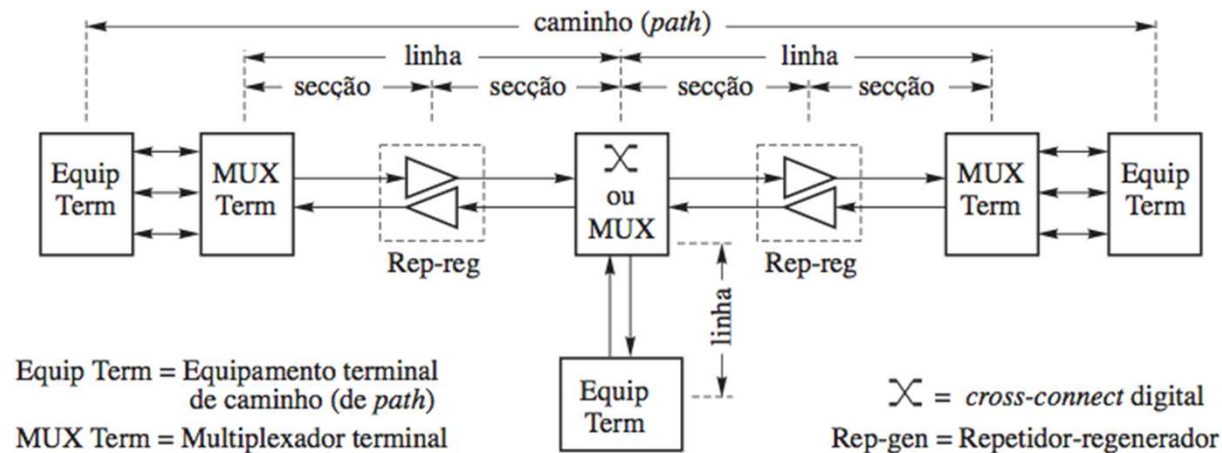 caminho (path)
linha linha
secção secção secção secção
Equip Term
MUX Term
Rep-reg
ou MUX
Rep-reg
MUX Term
Equip Term
linha
Equip Term
Equip Term = Equipamento terminal
de caminho (de path)
MUX Term = Multiplexador terminal
= cross-connect digital
Rep-gen = Repetidor-regenerador